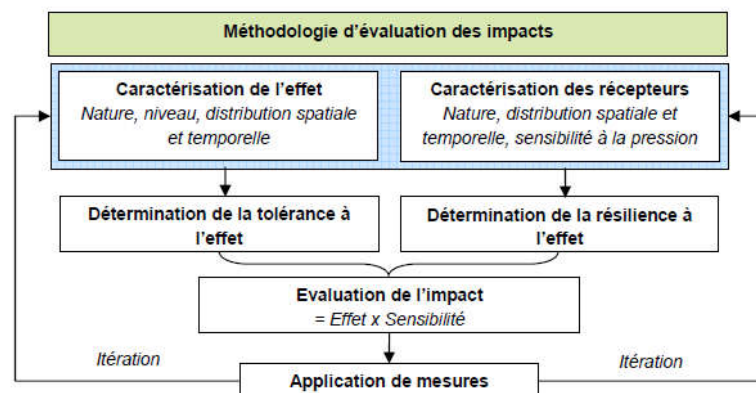 Méthodologie d'évaluation des impacts
Caractérisation de l'effet
Nature, niveau, distribution spatiale
et temporelle
Caractérisation des récepteurs
Nature, distribution spatiale et
temporelle, sensibilité à la pression
Détermination de la tolérance à
l'effet
Détermination de la résilience à
l'effet
Evaluation de l'impact
= Effet x Sensibilité
Itération
Itération
Application de mesures